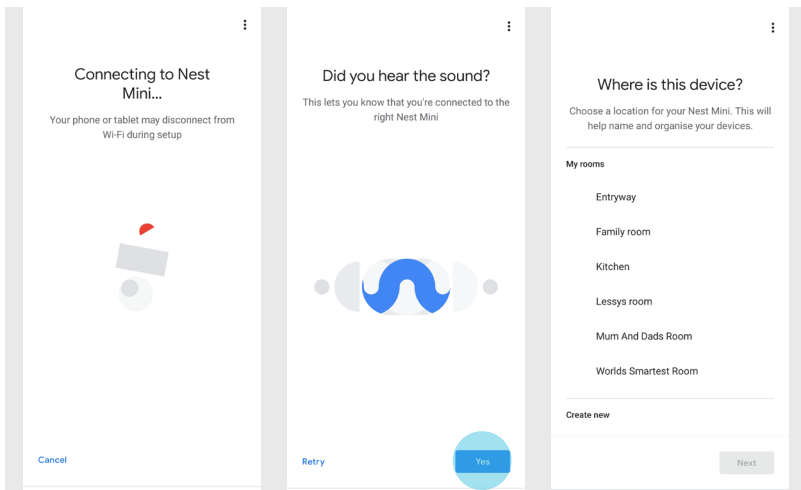 Connecting to Nest
Mini...
Your phone or tablet may disconnect from
Wi-Fi during setup
Cancel
Did you hear the sound?
This lets you know that you're connected to the
right Nest Mini
Retry
Yes
Where is this device?
Choose a location for your Nest Mini. This will
help name and organise your devices.
My rooms
Entryway
Family room
Kitchen
Lessys room
Mum And Dads Room
Worlds Smartest Room
Create new
Next